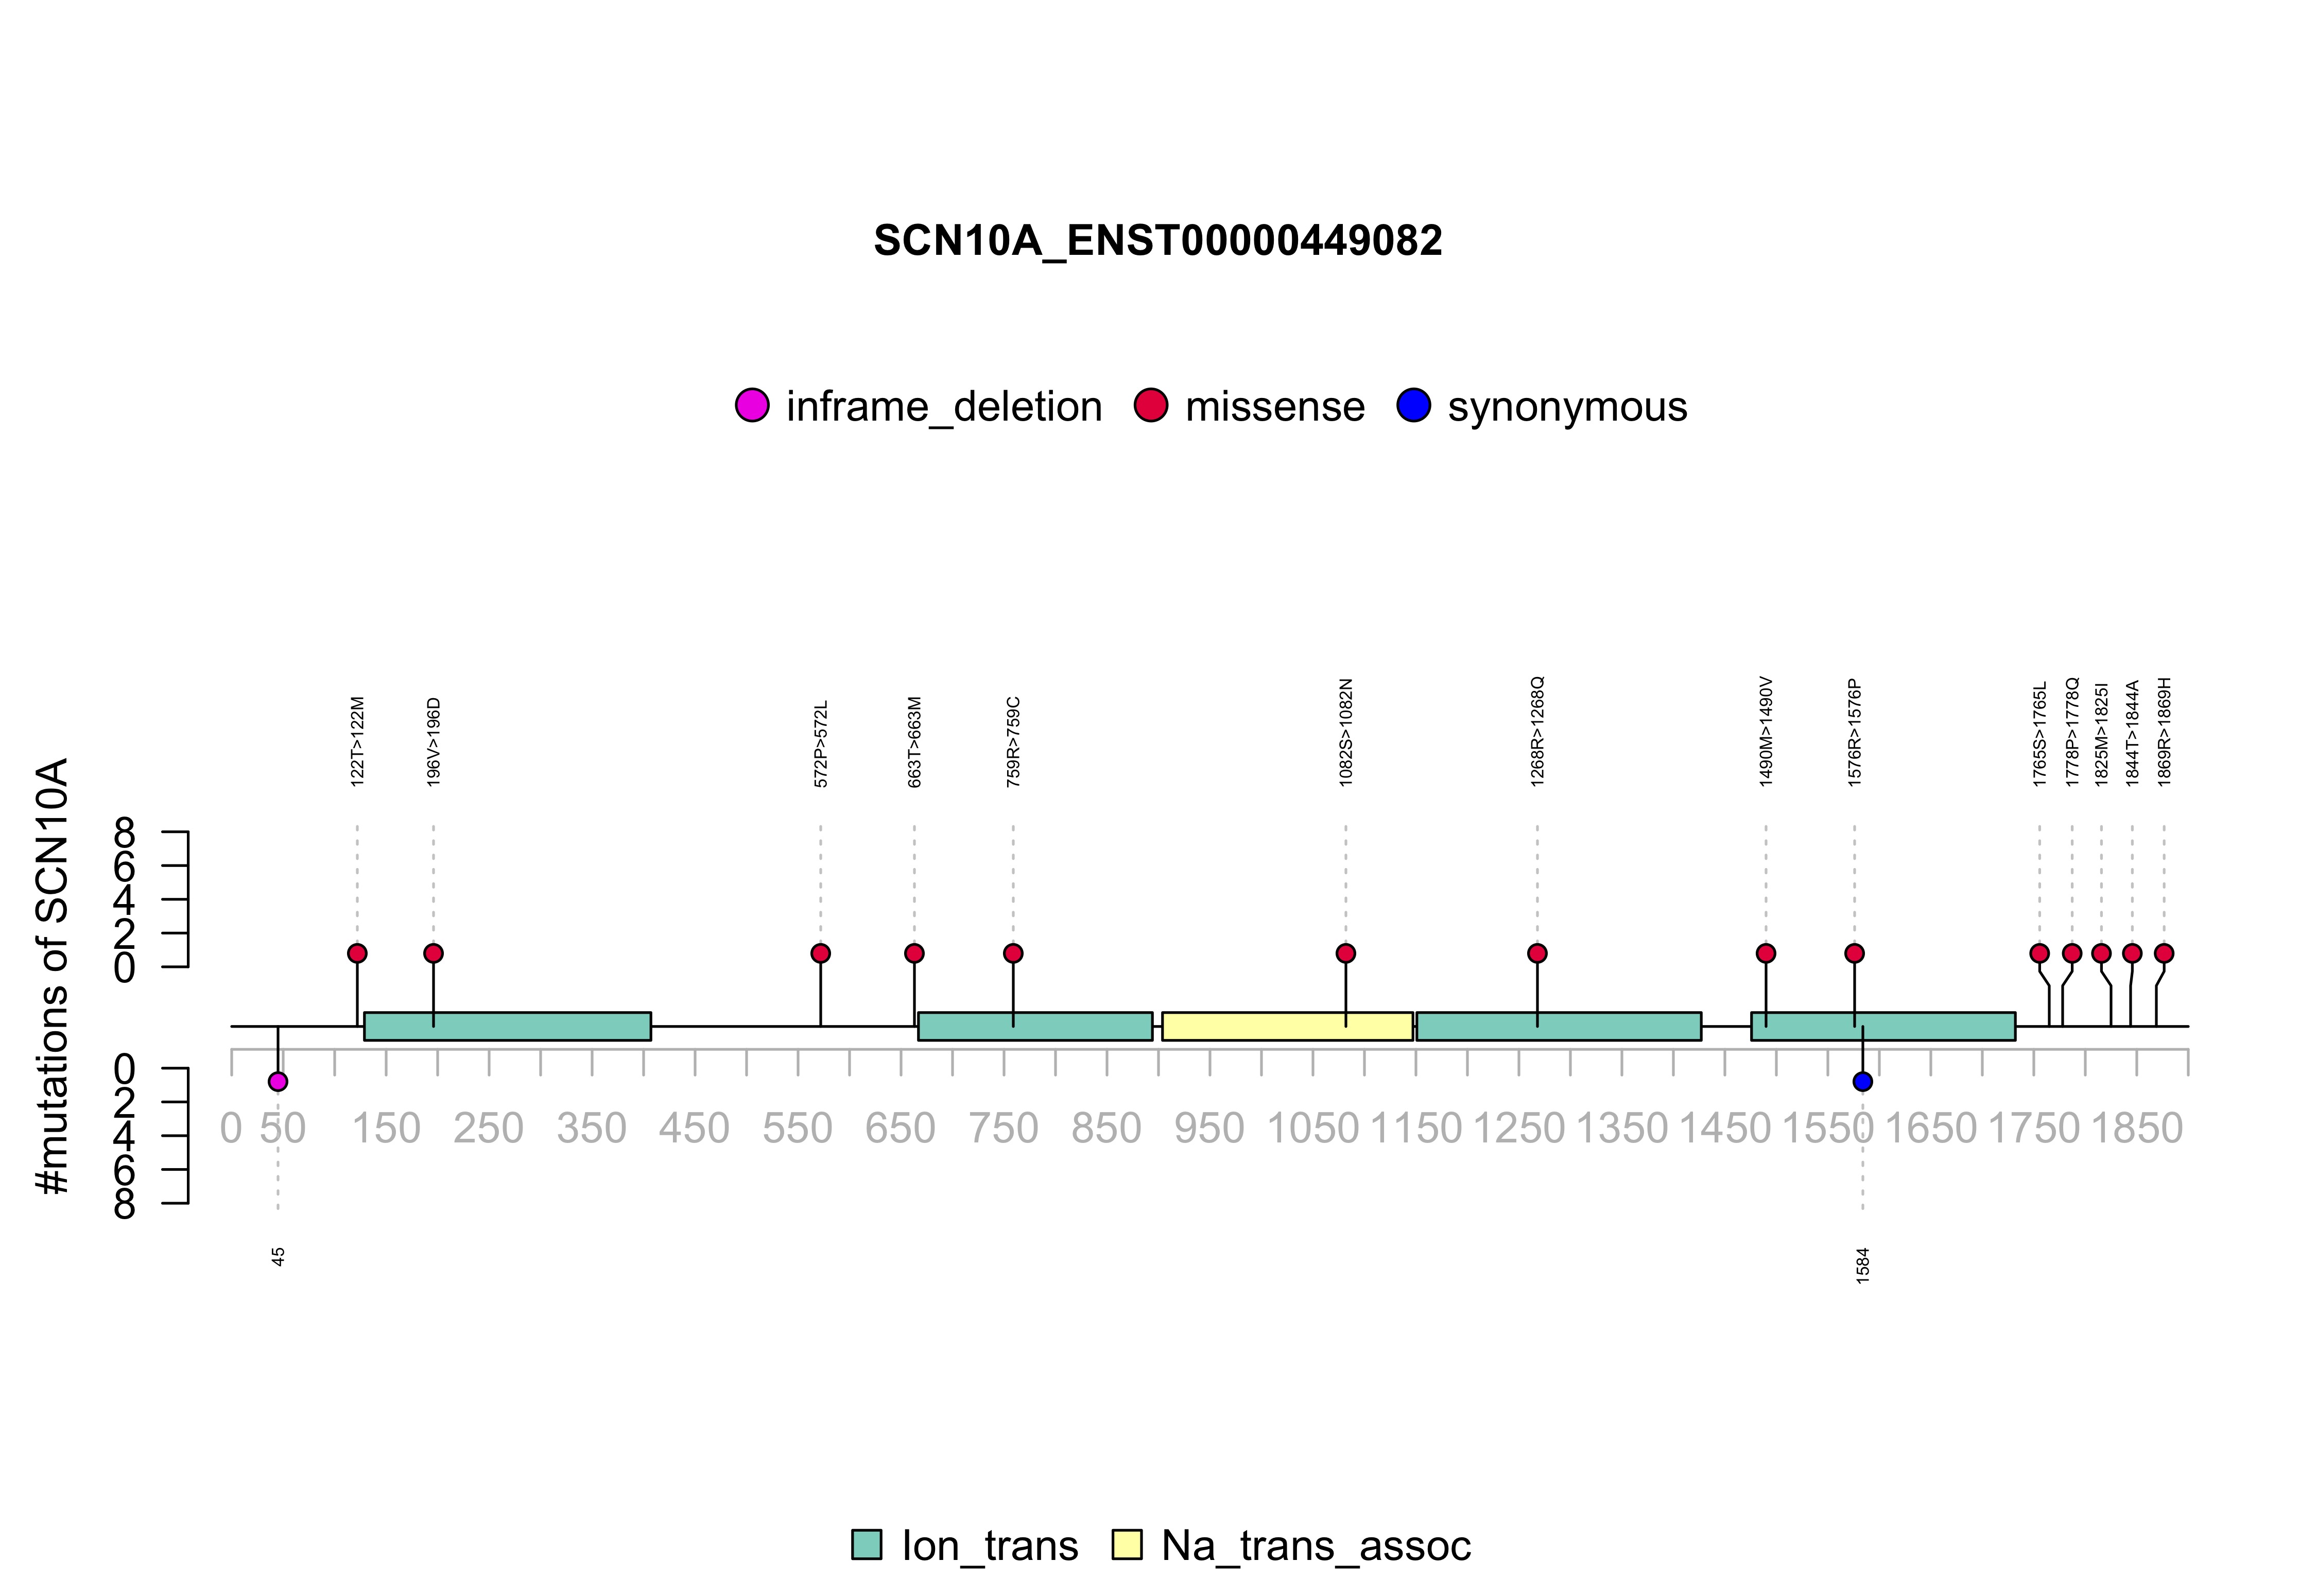 SCN10A_ENST00000449082
inframe_deletion missense synonymous
122T>122M
196V>196D
572P>572L
663T>663M
759R>759C
1082S>1082N
1268R>1268Q
1490M>1490V
1576R>1576P
1765S>1765L
1778P>1778Q
1825M>1825I
1844T>1844A
1869R>1869H
#mutations of SCN10A
8
6
4
2
0
0
2
4
6
8
0 50 150 250 350 450 550 650 750 850 950 1050 1150 1250 1350 1450 1550 1650 1750 1850
45
1584
Ion_trans Na_trans_assoc